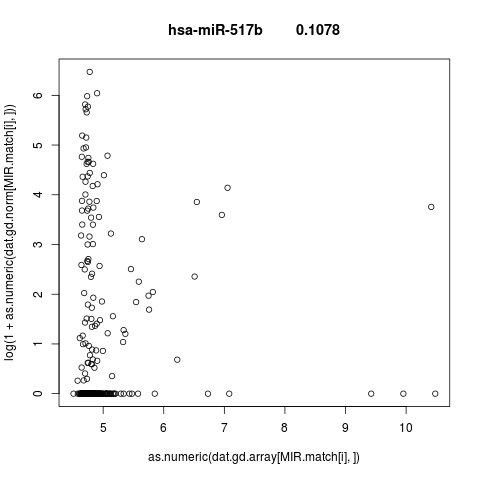 hsa-miR-517b 0.1078
6
5
4
3
2
1
0
log(1 + as.numeric(dat.gd.norm[MIR.match[i], ]))
5 6 7 8 9 10
as.numeric(dat.gd.array[MIR.match[i], ])